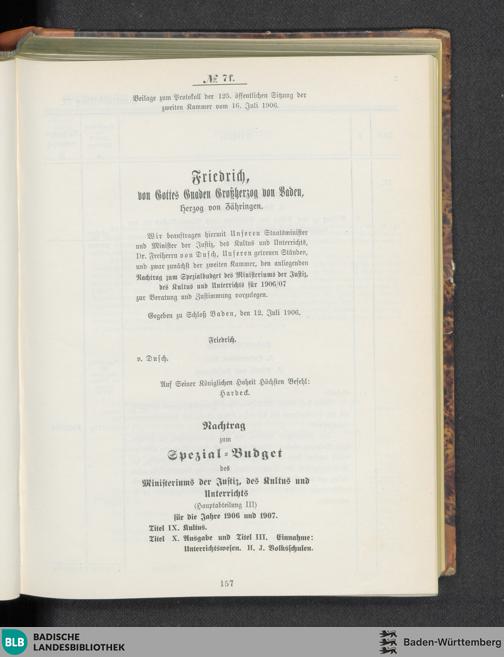 № 7f.
Beilage zum Protokoll der 125. öffentlichen Sitzung der
zweiten Kammer vom 16. Juli 1906.
Friedrich,
von Gottes Gnaden Großherzog von Baden,
Herzog von Zähringen.
Wir beauftragen hiermit Unseren Staatsminister
und Minister der Justiz, des Kultus und Unterrichts,
Dr. Freiherrn von Dusch, Unseren getreuen Ständen,
und zwar zunächst der zweiten Kammer, den anliegenden
Nachtrag zum Spezialbudget des Ministeriums der Justiz,
des Kultus und Unterrichts für 1906/07
zur Beratung und Zustimmung vorzulegen.
Gegeben zu Schloß Baden, den 12. Juli 1906.
Friedrich.
v. Dusch.
Auf Seiner Königlichen Hoheit Höchsten Befehl:
Hardeck.
Nachtrag
zum
Spezial-Budget
des
Ministeriums der Justiz, des Kultus und
Unterrichts
(Hauptabteilung III)
für die Jahre 1906 und 1907.
Titel IX. Kultus.
Titel X. Ausgabe und Titel III. Einnahme:
Unterrichtswesen. H. J. Volksschulen.
157
BLB BADISCHE
LANDESBIBLIOTHEK
Baden-Württemberg